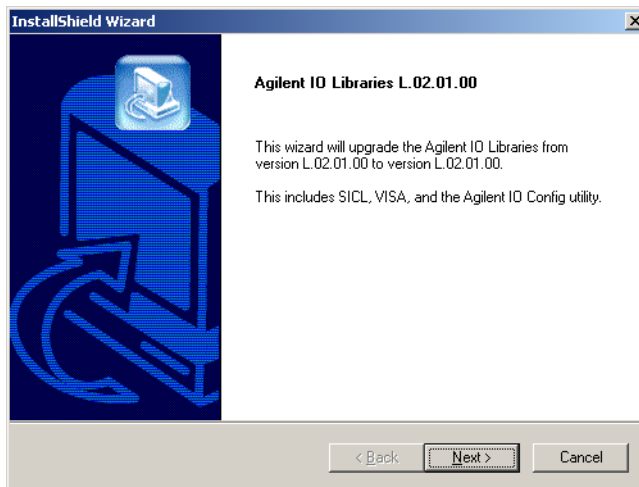 InstallShield Wizard
Agilent IO Libraries L.02.01.00
This wizard will upgrade the Agilent IO Libraries from
version L.02.01.00 to version L.02.01.00.
This includes SICL, VISA, and the Agilent IO Config utility.
< Back
Next >
Cancel